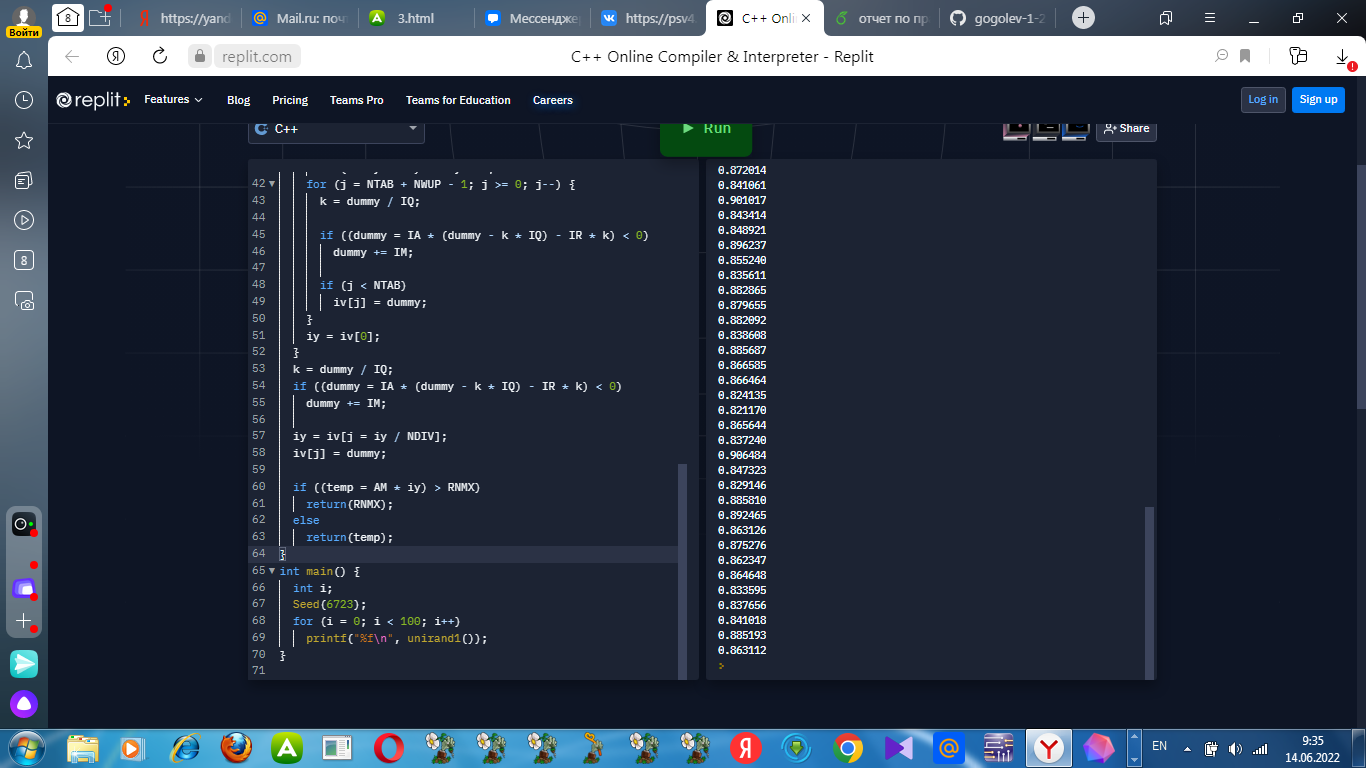 Войти
8
https://yand
Mail.ru: поч
3.html
Мессендже
https://psv4.
C++ Onli
отчет по пр
gogolev-1-2
replit.com
C++ Online Compiler & Interpreter - Replit
replit
Features
Blog
Pricing
Teams Pro
Teams for Education
Careers
Log in
Sign up
8
C++
Run
Share
42 for (j = NTAB + NWUP - 1; j >= 0; j--) {
43 k = dummy / IQ;
44
45 if ((dummy = IA * (dummy - k * IQ) - IR * k) < 0)
46 dummy += IM;
47
48 if (j < NTAB)
49 iv[j] = dummy;
50 }
51 iy = iv[0];
52 }
53 k = dummy / IQ;
54 if ((dummy = IA * (dummy - k * IQ) - IR * k) < 0)
55 dummy += IM;
56
57 iy = iv[j = iy / NDIV];
58 iv[j] = dummy;
59
60 if ((temp = AM * iy) > RNMX)
61 return(RNMX);
62 else
63 return(temp);
64 }
65 int main() {
66 int i;
67 Seed(6723);
68 for (i = 0; i < 100; i++)
69 printf("%f\n", unirand1());
70 }
71
0.872014
0.841061
0.901017
0.843414
0.848921
0.896237
0.855240
0.835611
0.882865
0.879655
0.882092
0.838608
0.885687
0.866585
0.866464
0.824135
0.821170
0.865644
0.837240
0.906484
0.847323
0.829146
0.885810
0.892465
0.863126
0.875276
0.862347
0.864648
0.833595
0.837656
0.841018
0.885193
0.863112
>
EN
9:35
14.06.2022